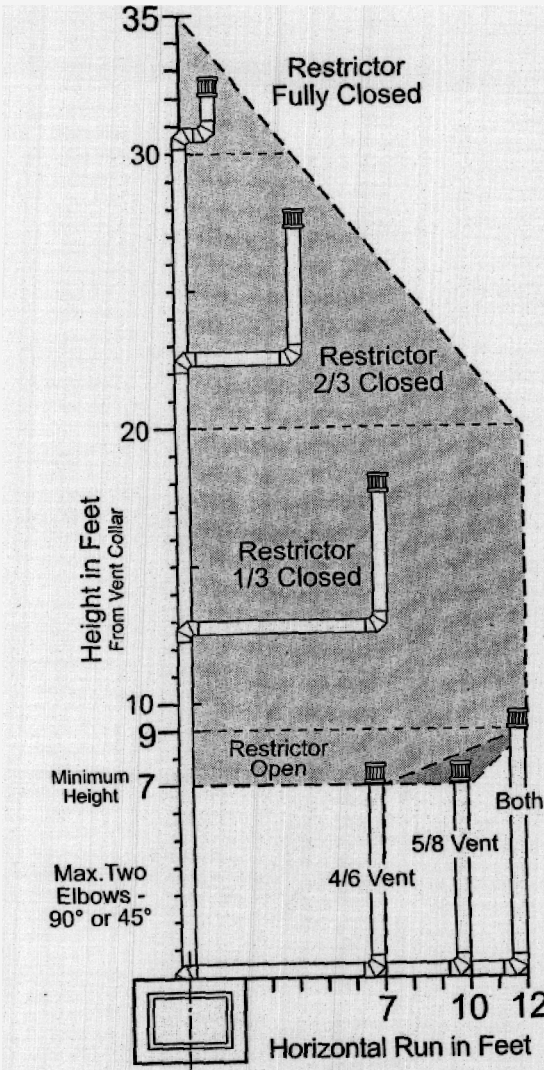 35
Restrictor
Fully Closed
30
Restrictor
2/3 Closed
20
Restrictor
1/3 Closed
Height in Feet
From Vent Collar
10
9
Restrictor
Open
Minimum
Height
7
Both
5/8 Vent
4/6 Vent
Max.Two
Elbows -
90° or 45°
7
10
12
Horizontal Run in Feet